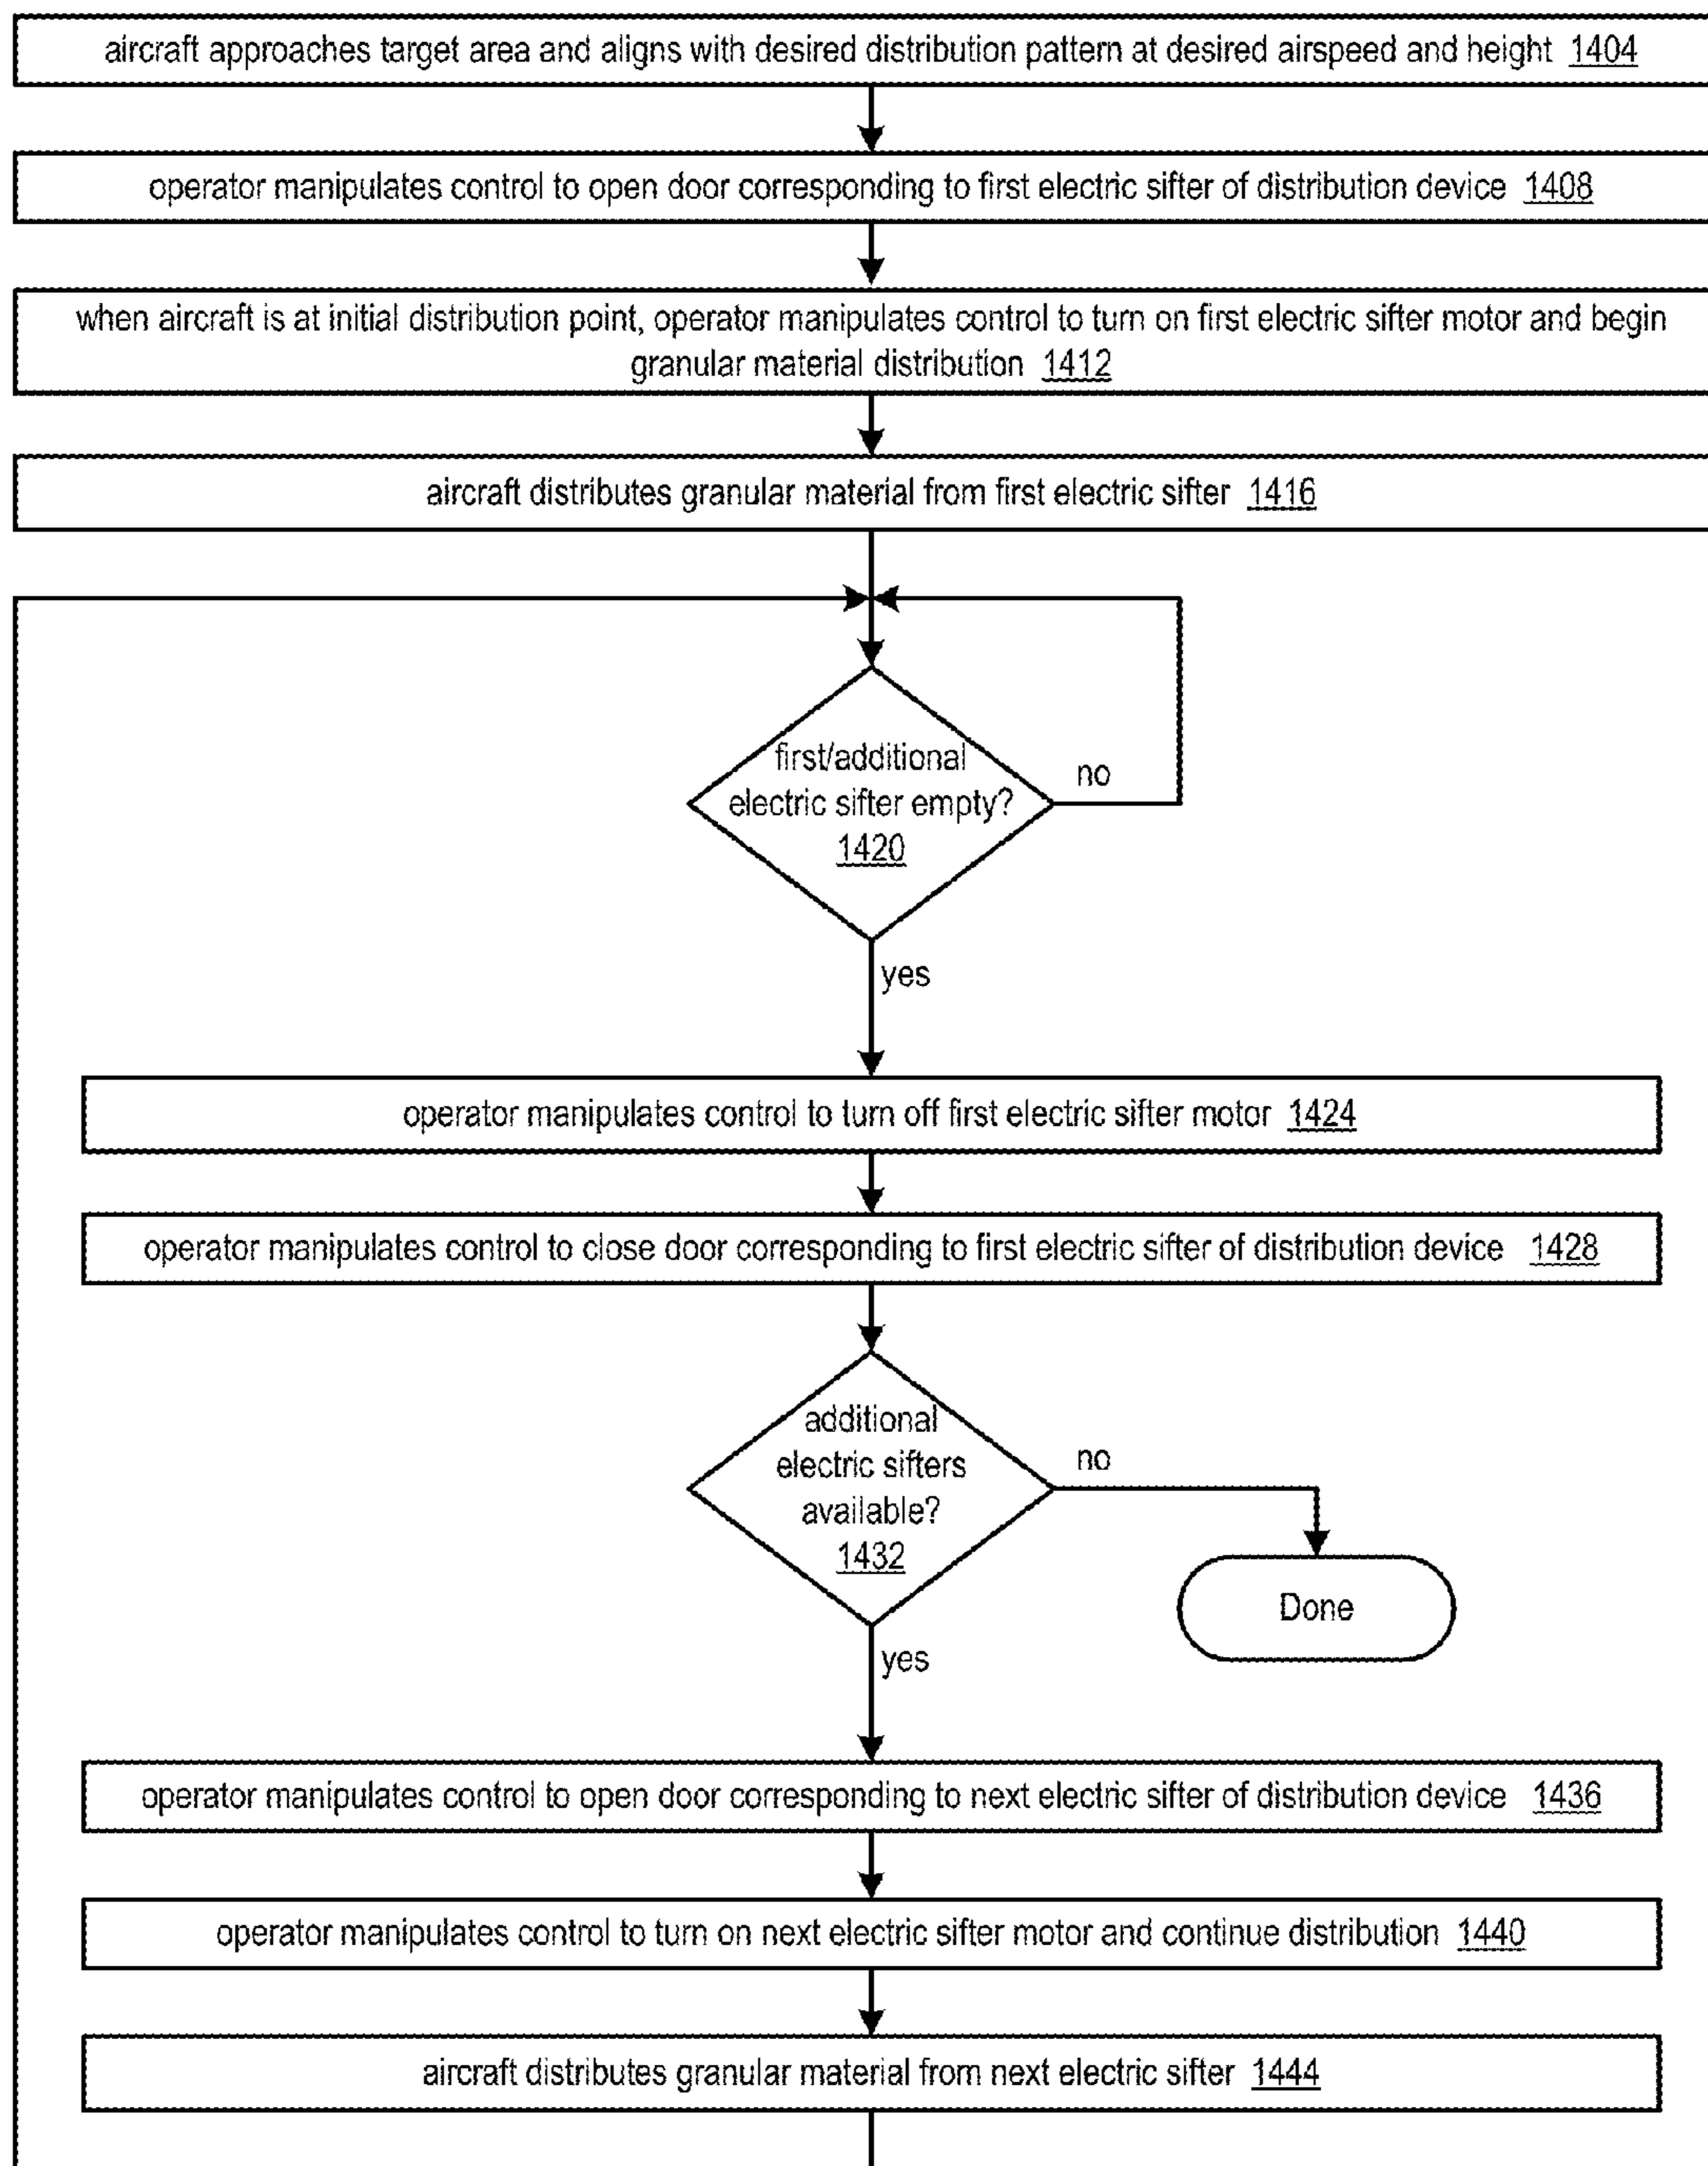 aircraft approaches target area and aligns with desired distribution pattern at desired airspeed and height 1404
operator manipulates control to open door corresponding to first electric sifter of distribution device 1408
when aircraft is at initial distribution point, operator manipulates control to turn on first electric sifter motor and begin
granular material distribution 1412
aircraft distributes granular material from first electric sifter 1416
first/additional
electric sifter empty?
1420
no
yes
operator manipulates control to turn off first electric sifter motor 1424
operator manipulates control to close door corresponding to first electric sifter of distribution device 1428
additional
electric sifters
available?
1432
no
Done
yes
operator manipulates control to open door corresponding to next electric sifter of distribution device 1436
operator manipulates control to turn on next electric sifter motor and continue distribution 1440
aircraft distributes granular material from next electric sifter 1444